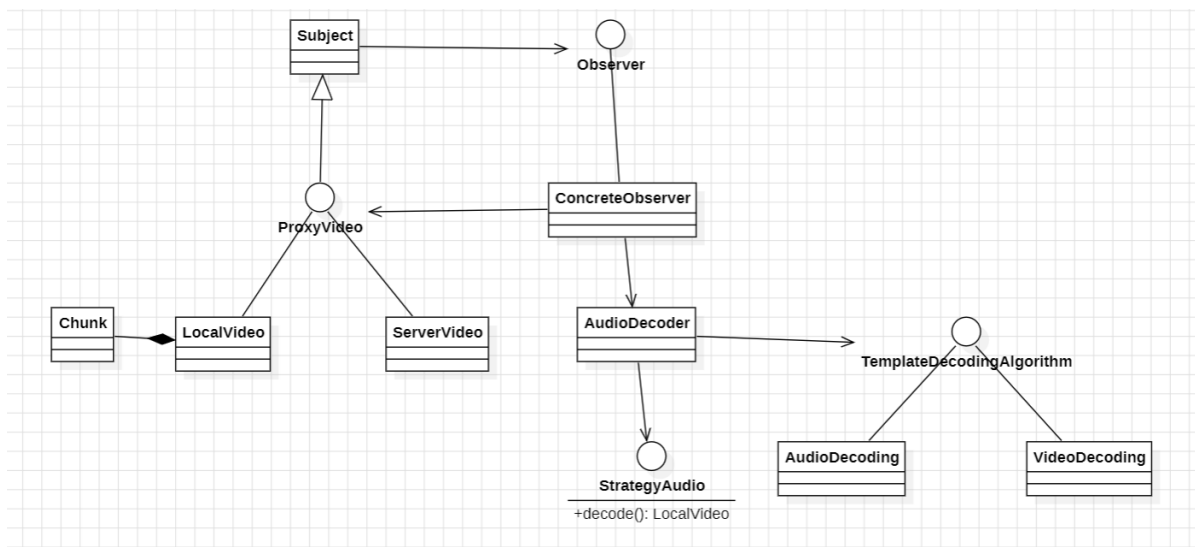 Subject
Observer
ConcreteObserver
ProxyVideo
Chunk
LocalVideo
ServerVideo
AudioDecoder
TemplateDecodingAlgorithm
AudioDecoding
VideoDecoding
StrategyAudio
+decode(): LocalVideo